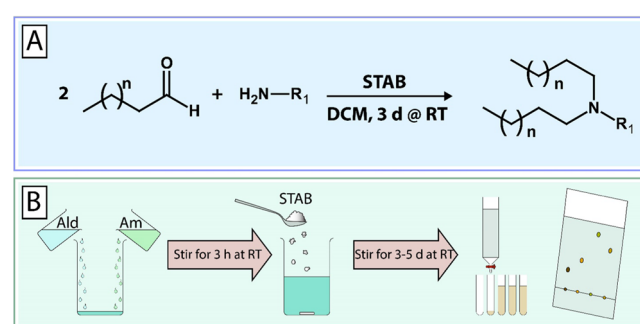 A
2
n
O
H
+
H₂N—R₁
STAB
DCM, 3 d @ RT
n
n
N
R₁
B
Ald
Am
Stir for 3 h at RT
STAB
Stir for 3-5 d at RT